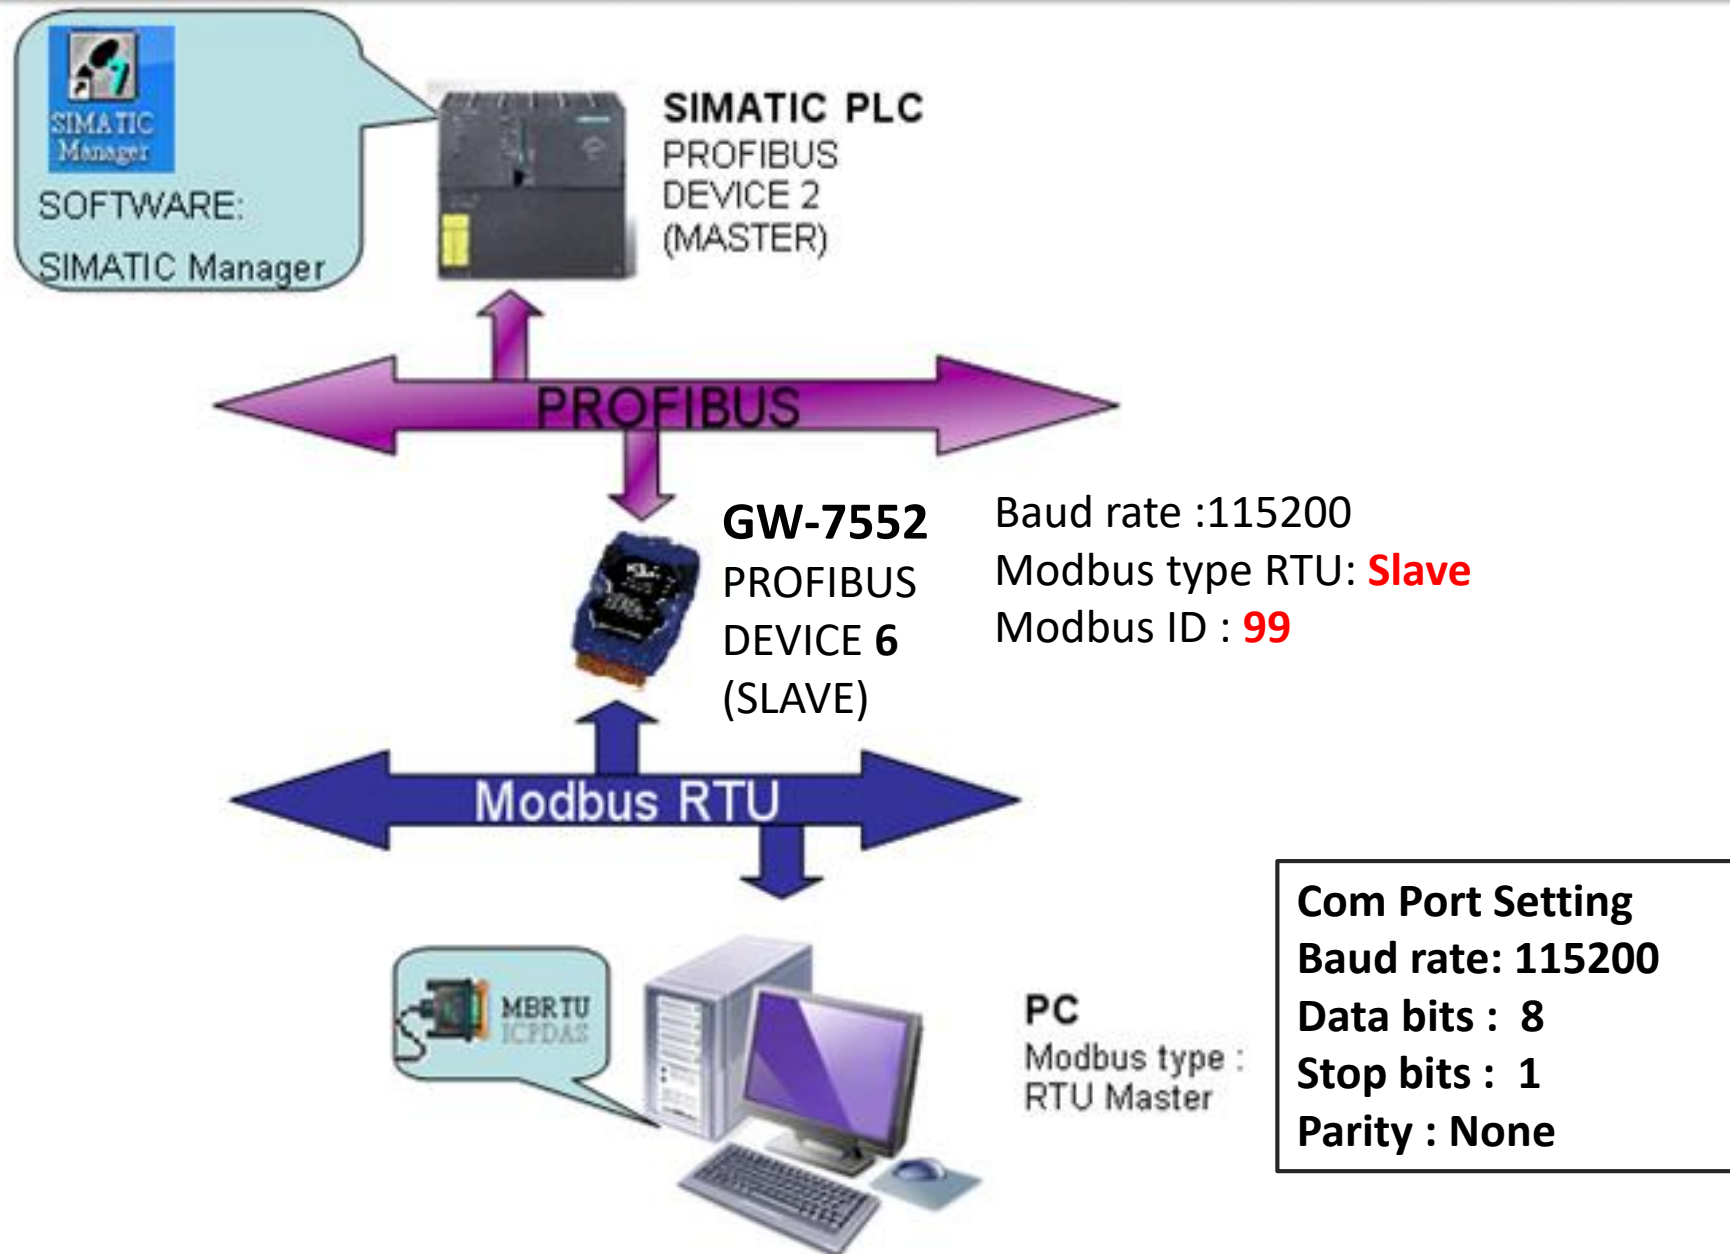 SIMATIC
Manager
SOFTWARE:
SIMATIC Manager
SIMATIC PLC
PROFIBUS
DEVICE 2
(MASTER)
PROFIBUS
GW-7552
PROFIBUS
DEVICE 6
(SLAVE)
Baud rate :115200
Modbus type RTU: Slave
Modbus ID : 99
Modbus RTU
MBRTU
ICPDAS
PC
Modbus type :
RTU Master
Com Port Setting
Baud rate: 115200
Data bits :  8
Stop bits :  1
Parity : None